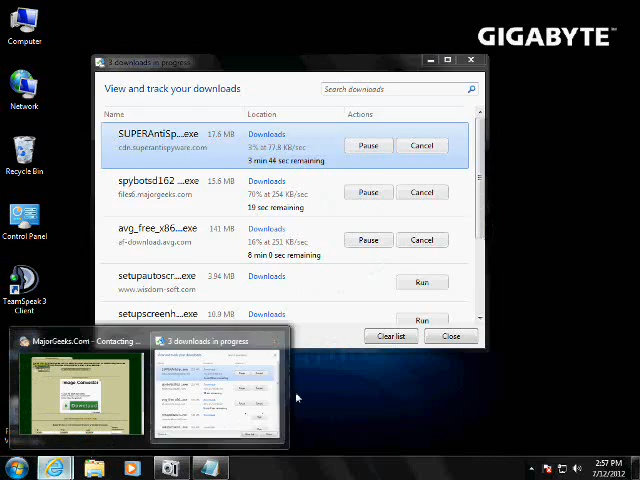 Computer
GIGABYTE™
3 downloads in progress
View and track your downloads
Search downloads
Name Location Actions
SUPERAntiSp....exe 17.6 MB Downloads
cdn.superantispyware.com 3% at 77.8 KB/sec Pause Cancel
3 min 44 sec remaining
spybotsd162 ....exe 15.6 MB Downloads
files6.majorgeeks.com 70% at 254 KB/sec Pause Cancel
19 sec remaining
avg_free_x86....exe 141 MB Downloads
af-download.avg.com 16% at 251 KB/sec Pause Cancel
8 min 0 sec remaining
setupautoscr....exe 3.94 MB Downloads
www.wisdom-soft.com Run
setupscreenh....exe 10.9 MB Downloads
Run
Clear list Close
Network
Recycle Bin
Control Panel
TeamSpeak 3
Client
MajorGeeks.Com - Contacting ... 3 downloads in progress
Image Converter
Download
2:57 PM
7/12/2012